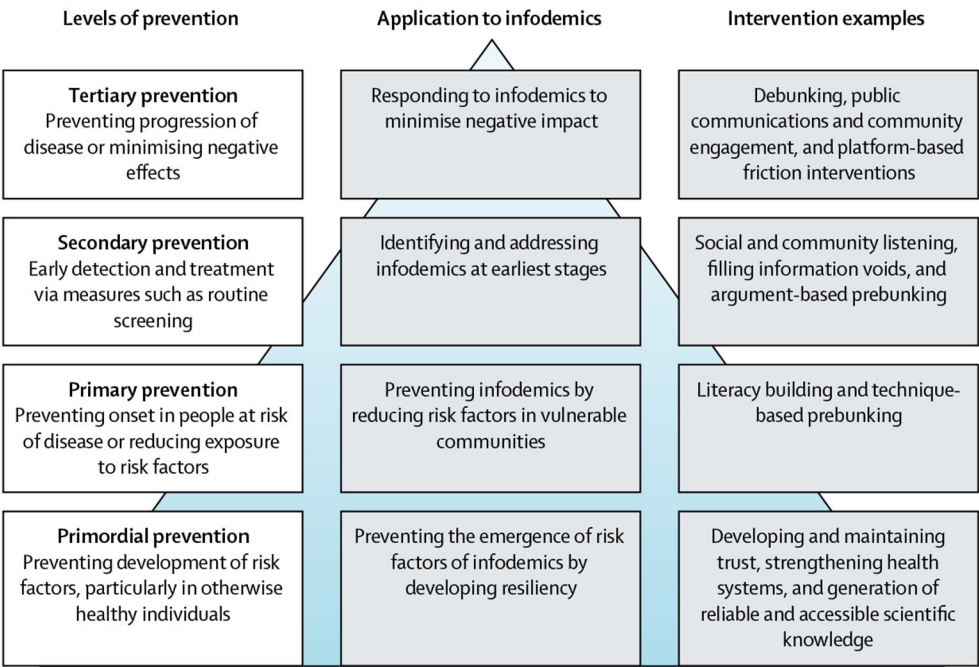 Levels of prevention
Application to infodemics
Intervention examples
Tertiary prevention
Preventing progression of
disease or minimising negative
effects
Responding to infodemics to
minimise negative impact
Debunking, public
communications and community
engagement, and platform-based
friction interventions
Secondary prevention
Early detection and treatment
via measures such as routine
screening
Identifying and addressing
infodemics at earliest stages
Social and community listening,
filling information voids, and
argument-based prebunking
Primary prevention
Preventing onset in people at risk
of disease or reducing exposure
to risk factors
Preventing infodemics by
reducing risk factors in vulnerable
communities
Literacy building and technique-
based prebunking
Primordial prevention
Preventing development of risk
factors, particularly in otherwise
healthy individuals
Preventing the emergence of risk
factors of infodemics by
developing resiliency
Developing and maintaining
trust, strengthening health
systems, and generation of
reliable and accessible scientific
knowledge